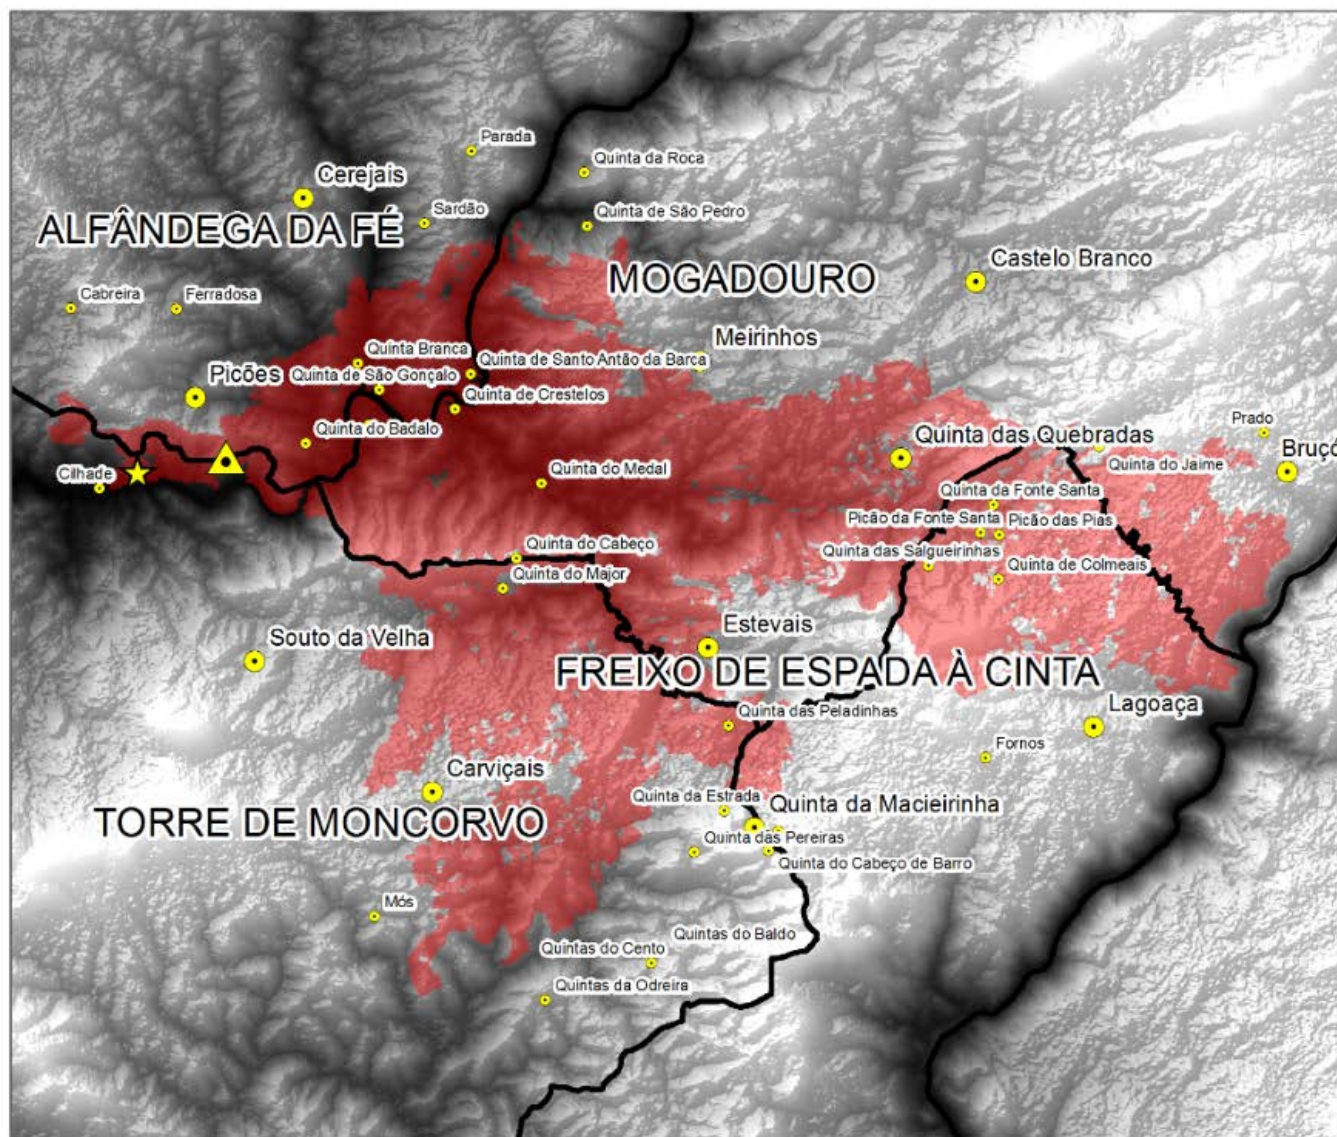 Parada
Quinta da Roca
Cerejais
Sardão
Quinta de São Pedro
ALFÂNDEGA DA FÉ
Castelo Branco
MOGADOURO
Cabreira
Ferradosa
Meirinhos
Quinta Branca
Quinta de Santo Antão da Barca
Picões
Quinta de São Gonçalo
Quinta de Crestelos
Prado
Quinta do Badalo
Quinta das Quebradas
Cilhade
Quinta do Medal
Quinta do Jaime
Bruçó
Quinta da Fonte Santa
Picão da Fonte Santa
Picão das Pias
Quinta do Cabeço
Quinta das Salgueirinhas
Quinta do Major
Quinta de Colmeais
Estevais
Souto da Velha
FREIXO DE ESPADA À CINTA
Lagoaça
Quinta das Peladinhas
Fornos
Carviçais
Quinta da Estrada
Quinta da Macieirinha
TORRE DE MONCORVO
Quinta das Pereiras
Quinta do Cabeço de Barro
Mós
Quintas do Baldo
Quintas do Cento
Quintas da Odreira